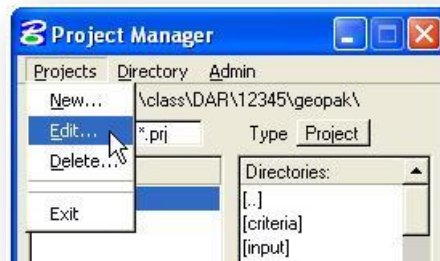 Project Manager
Projects Directory Admin
New... \class\DAR\12345\geopak\
Edit... *.prj Type Project
Delete... Directories:
[..]
[criteria]
Exit
[input]